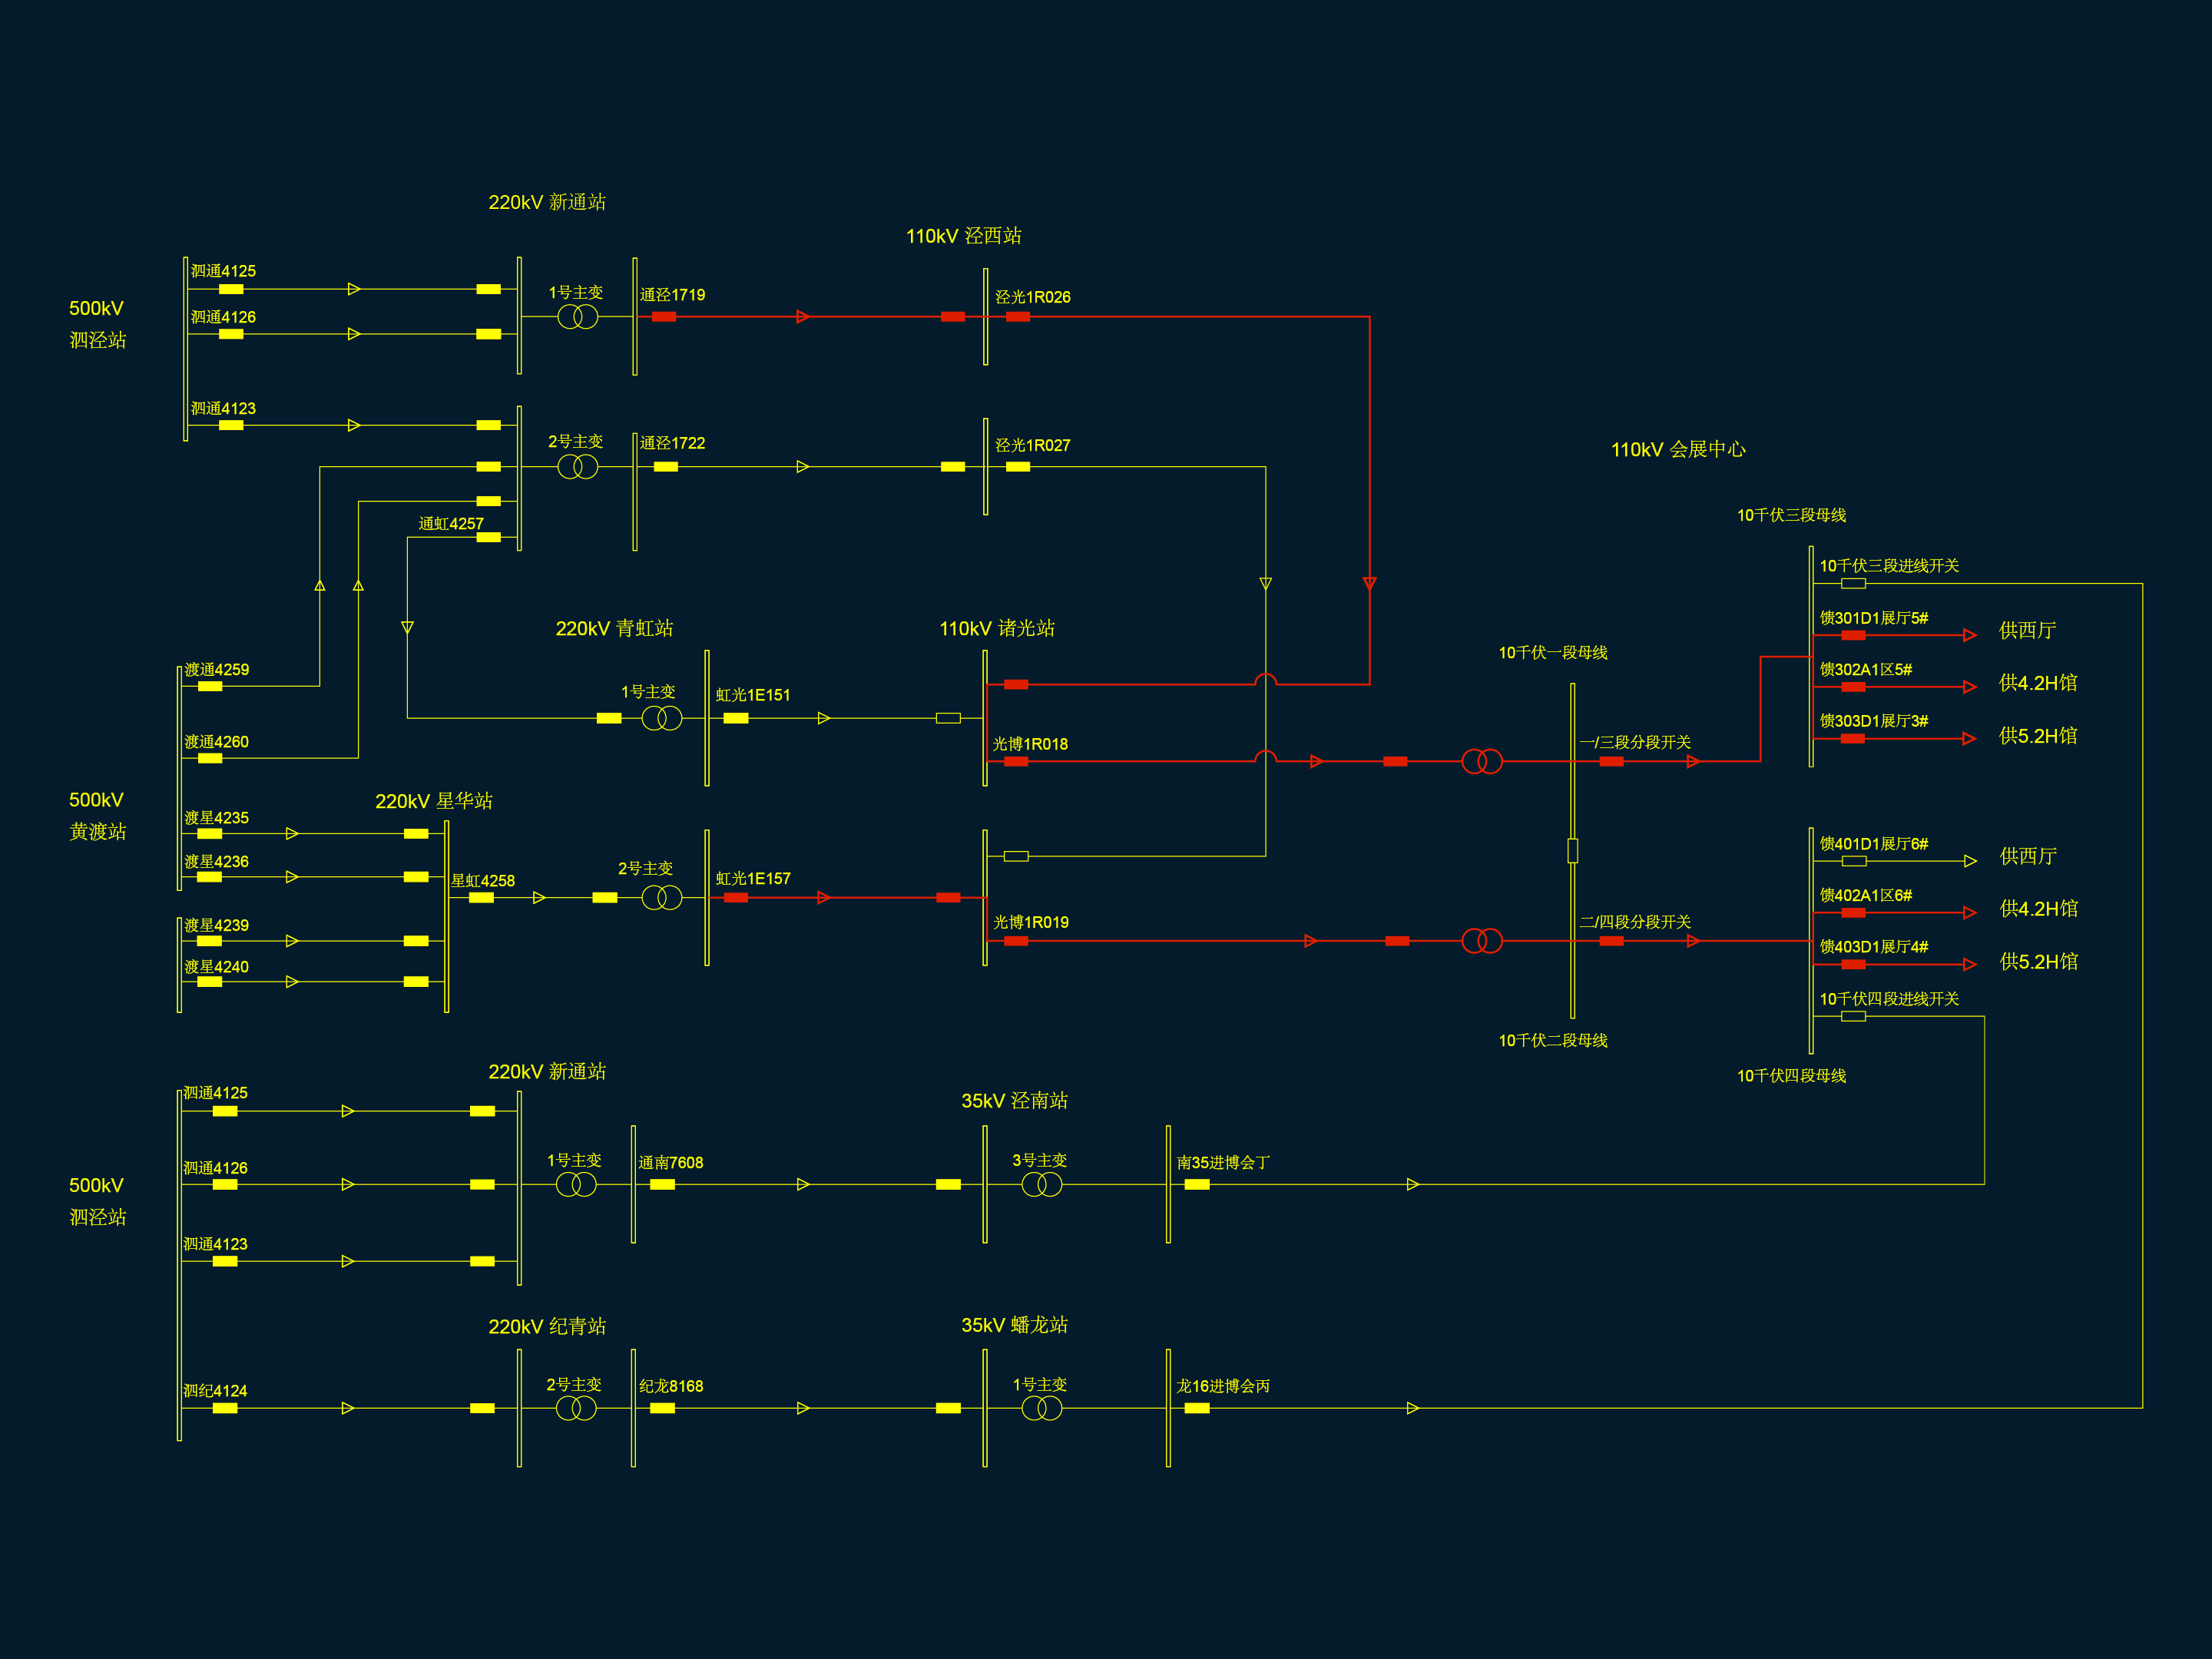 220kV 新通站
110kV 泾西站
500kV
泗泾站
泗通4125
泗通4126
泗通4123
1号主变
通泾1719
泾光1R026
2号主变
通泾1722
泾光1R027
通虹4257
110kV 会展中心
10千伏三段母线
10千伏三段进线开关
馈301D1展厅5#
供西厅
馈302A1区5#
供4.2H馆
馈303D1展厅3#
供5.2H馆
220kV 青虹站
110kV 诸光站
10千伏一段母线
500kV
黄渡站
渡通4259
渡通4260
1号主变
虹光1E151
光博1R018
一/三段分段开关
220kV 星华站
渡星4235
渡星4236
渡星4239
渡星4240
星虹4258
2号主变
虹光1E157
光博1R019
二/四段分段开关
馈401D1展厅6#
供西厅
馈402A1区6#
供4.2H馆
馈403D1展厅4#
供5.2H馆
10千伏四段进线开关
10千伏二段母线
10千伏四段母线
220kV 新通站
35kV 泾南站
500kV
泗泾站
泗通4125
泗通4126
泗通4123
1号主变
通南7608
3号主变
南35进博会丁
220kV 纪青站
35kV 蟠龙站
泗纪4124
2号主变
纪龙8168
1号主变
龙16进博会丙